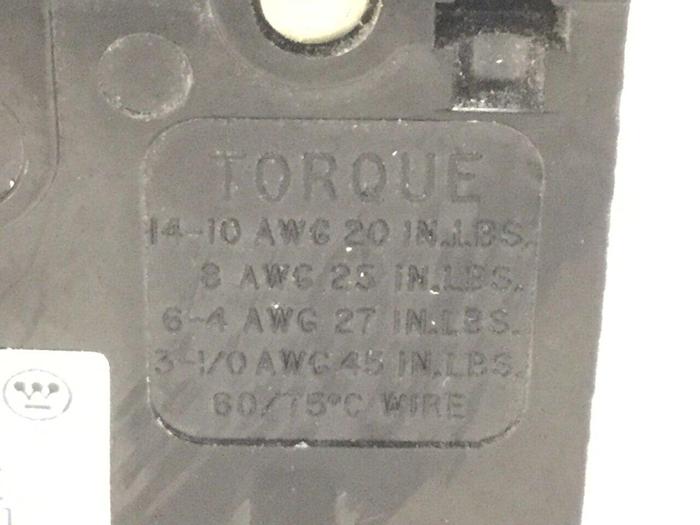 TORQUE
14-10 AWG 20 IN.LBS.
8 AWG 25 IN.LBS.
6-4 AWG 27 IN.LBS.
3-1/0 AWG 45 IN.LBS.
60/75°C WIRE